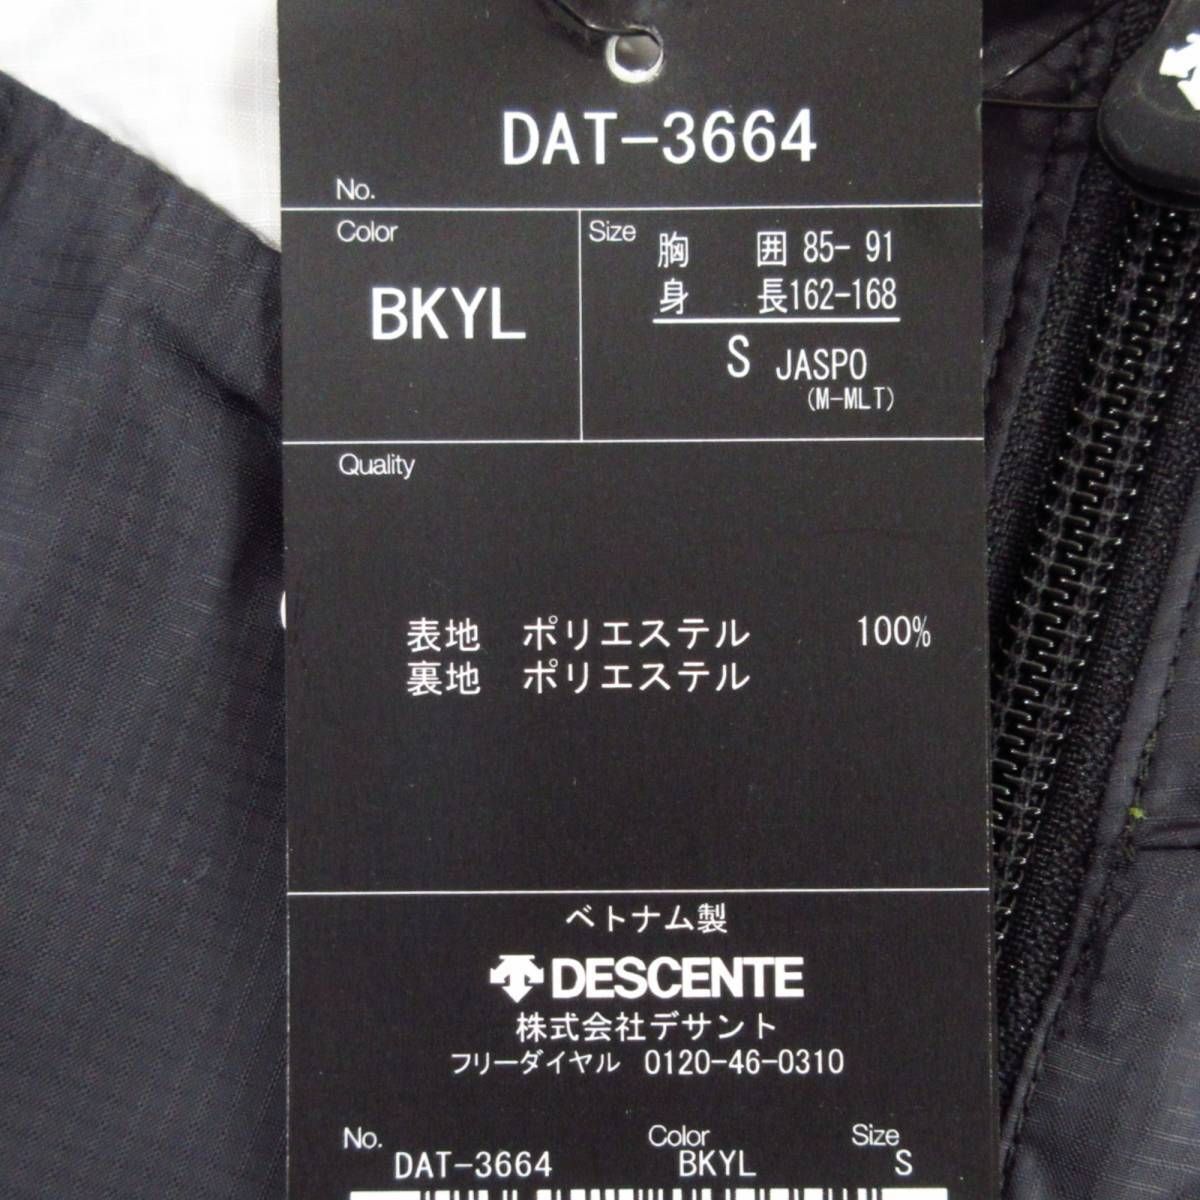 DAT-3664
No.
Color
BKYL
Size
胸 囲 85- 91
身 長162-168
S JASPO
(M-MLT)
Quality
表地 ポリエステル 100%
裏地 ポリエステル
ベトナム製
DESCENTE
株式会社デサント
フリーダイヤル 0120-46-0310
No. Color Size
DAT-3664 BKYL S